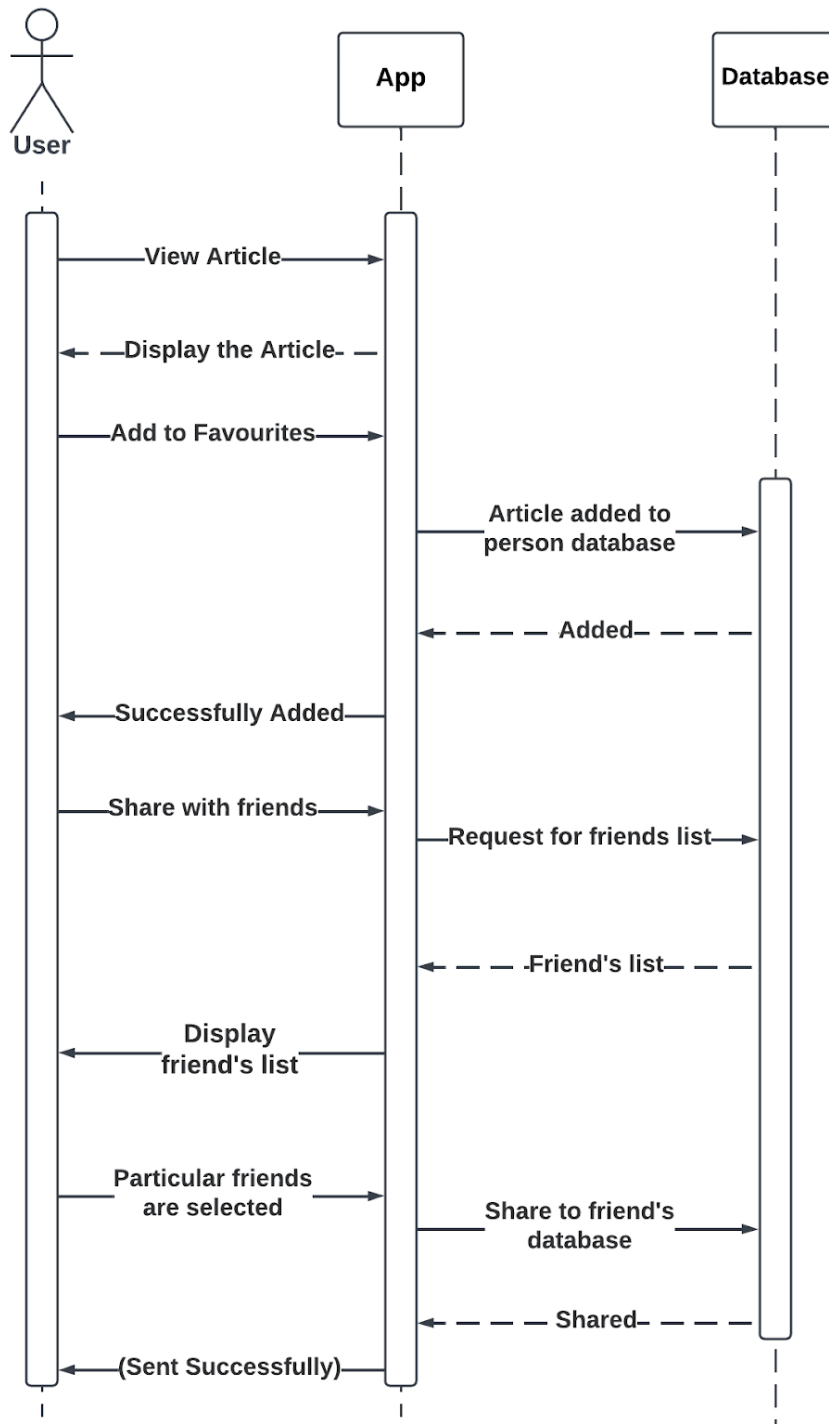 App
Database
User
View Article
Display the Article
Add to Favourites
Article added to
person database
Added
Successfully Added
Share with friends
Request for friends list
Friend's list
Display
friend's list
Particular friends
are selected
Share to friend's
database
Shared
(Sent Successfully)